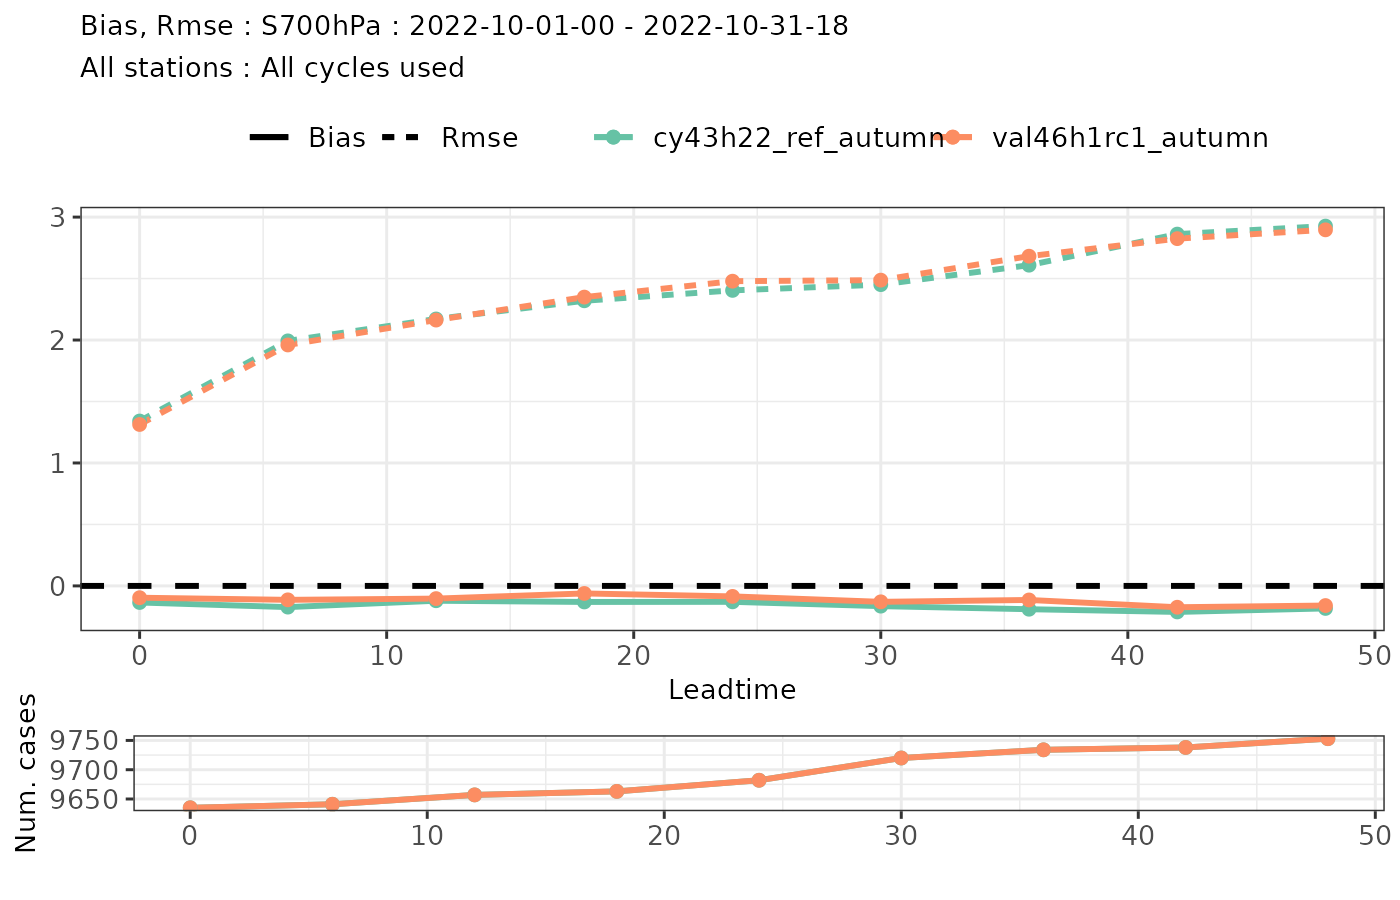 Bias, Rmse : S700hPa : 2022-10-01-00 - 2022-10-31-18
All stations : All cycles used
Bias Rmse cy43h22_ref_autumn val46h1rc1_autumn
3
2
1
0
0 10 20 30 40 50
Leadtime
Num. cases
9750
9700
9650
0 10 20 30 40 50